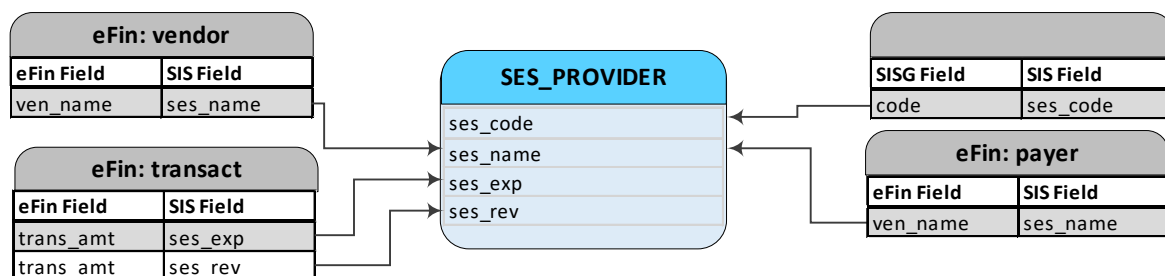 eFin: vendor
eFin Field SIS Field
ven_name ses_name
eFin: transact
eFin Field SIS Field
trans_amt ses_exp
trans_amt ses_rev
SES_PROVIDER
ses_code
ses_name
ses_exp
ses_rev
SISG Field SIS Field
code ses_code
eFin: payer
eFin Field SIS Field
ven_name ses_name